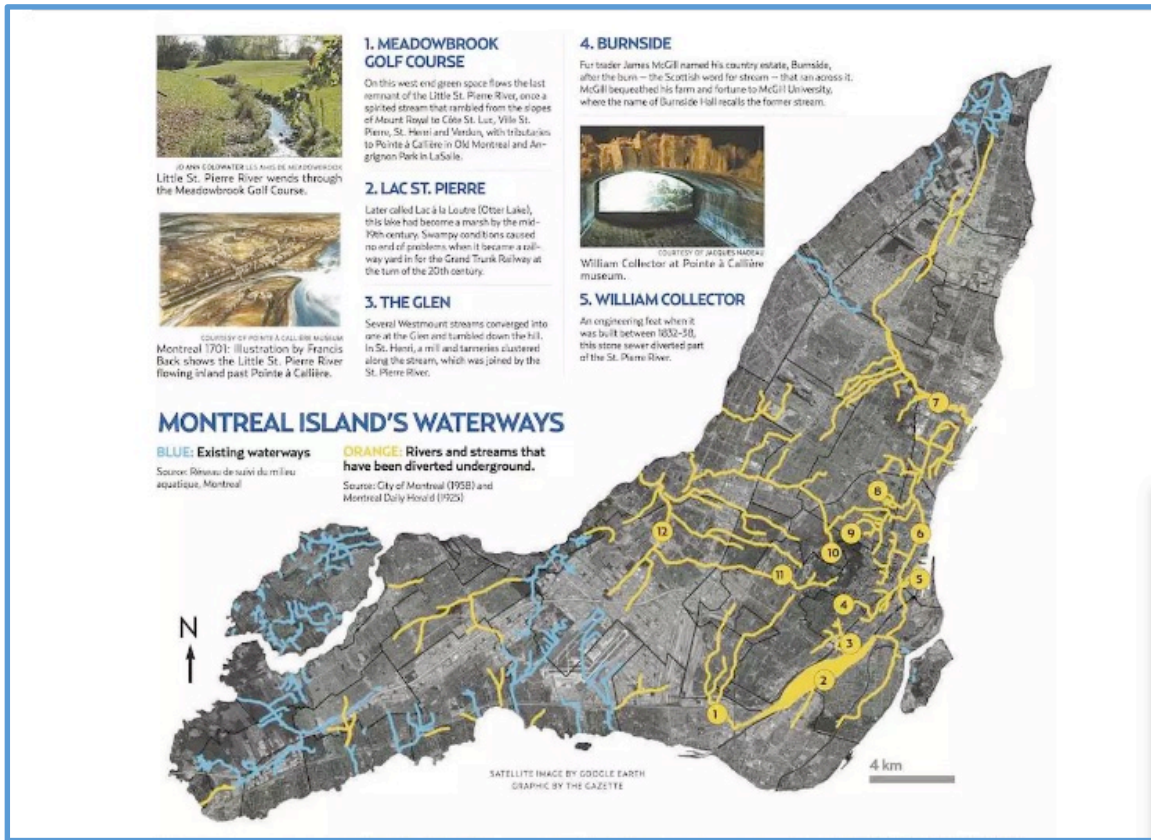 JO ANN GOLDWATER LES AMIS DE MEADOWBROOK
Little St. Pierre River wends through
the Meadowbrook Golf Course.
COURTESY OF POINTE À CALLIÈRE MUSEUM
Montreal 1701: Illustration by Francis
Back shows the Little St. Pierre River
flowing inland past Pointe à Callière.
1. MEADOWBROOK
GOLF COURSE
On this west end green space flows the last
remnant of the Little St. Pierre River, once a
spirited stream that rambled from the slopes
of Mount Royal to Côte St. Luc, Ville St.
Pierre, St. Henri and Verdun, with tributaries
to Pointe à Callière in Old Montreal and An-
grignon Park in LaSalle.
2. LAC ST. PIERRE
Later called Lac à la Loutre (Otter Lake),
this lake had become a marsh by the mid-
19th-century. Swampy conditions caused
no end of problems when it became a rail-
way yard in for the Grand Trunk Railway at
the turn of the 20th century.
3. THE GLEN
Several Westmount streams converged into
one at the Glen and tumbled down the hill.
In St. Henri, a mill and tanneries clustered
along the stream, which was joined by the
St. Pierre River.
4. BURNSIDE
Fur trader James McGill named his country estate, Burnside,
after the burn – the Scottish word for stream – that ran across it.
McGill bequeathed his farm and fortune to McGill University,
where the name of Burnside Hall recalls the former stream.
COURTESY OF JACQUES NADEAU
William Collector at Pointe à Callière
museum.
5. WILLIAM COLLECTOR
An engineering feat when it
was built between 1832-38,
this stone sewer diverted part
of the St. Pierre River.
MONTREAL ISLAND'S WATERWAYS
BLUE: Existing waterways
Source: Réseau de suivi du milieu
aquatique, Montreal
ORANGE: Rivers and streams that
have been diverted underground.
Source: City of Montreal (1958) and
Montreal Daily Herald (1925)
7
8
12
9
6
10
11
5
4
3
2
1
N
4 km
SATELLITE IMAGE BY GOOGLE EARTH
GRAPHIC BY THE GAZETTE